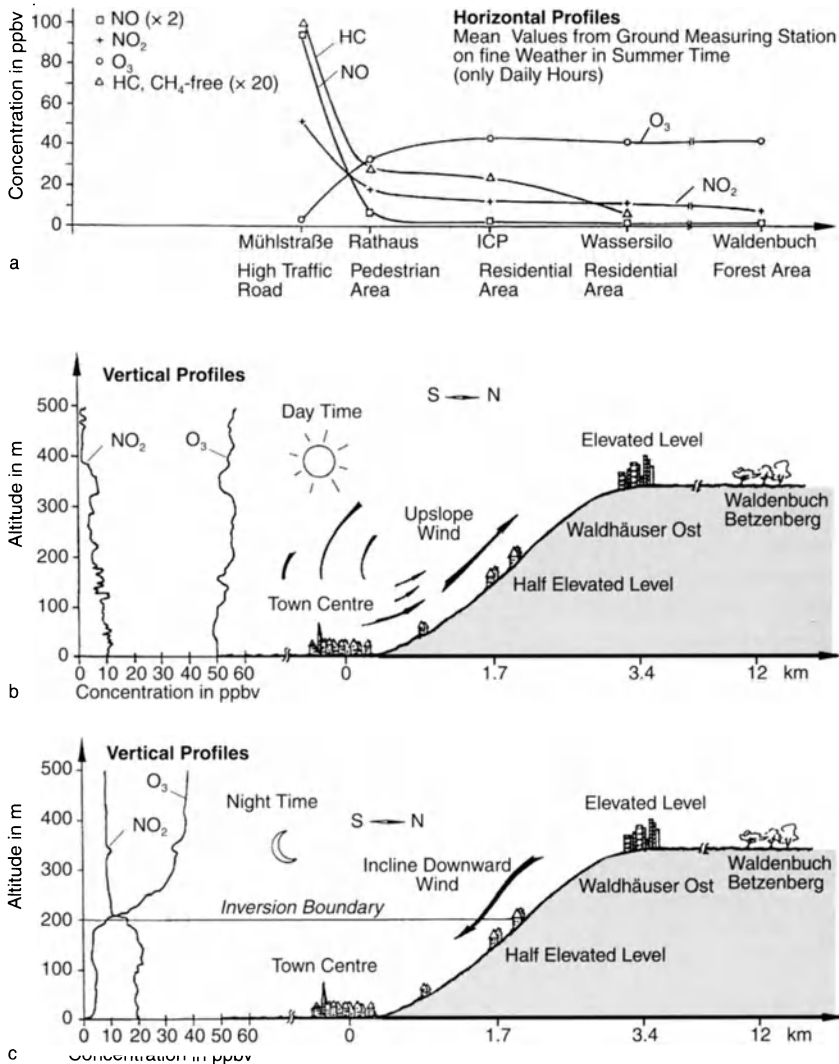 Concentration in ppbv
100
80
60
40
20
0
NO (× 2)
NO₂
O₃
HC, CH₄-free (× 20)
HC
NO
Horizontal Profiles
Mean Values from Ground Measuring Station
on fine Weather in Summer Time
(only Daily Hours)
O₃
NO₂
Mühlstraße Rathaus ICP Wassersilo Waldenbuch
High Traffic Pedestrian Residential Residential Forest Area
Road Area Area Area
a
Vertical Profiles
Altitude in m
500
400
300
200
100
0
NO₂
O₃
Day Time
S N
Upslope
Wind
Town Centre
Elevated Level
Waldhäuser Ost
Waldenbuch
Betzenberg
Half Elevated Level
0 10 20 30 40 50 60 0 1.7 3.4 12 km
Concentration in ppbv
b
Vertical Profiles
Altitude in m
500
400
300
200
100
0
O₃
NO₂
Night Time
S N
Incline Downward
Wind
Inversion Boundary
Town Centre
Elevated Level
Waldhäuser Ost
Waldenbuch
Betzenberg
Half Elevated Level
0 10 20 30 40 50 60 0 1.7 3.4 12 km
Concentration in ppbv
c